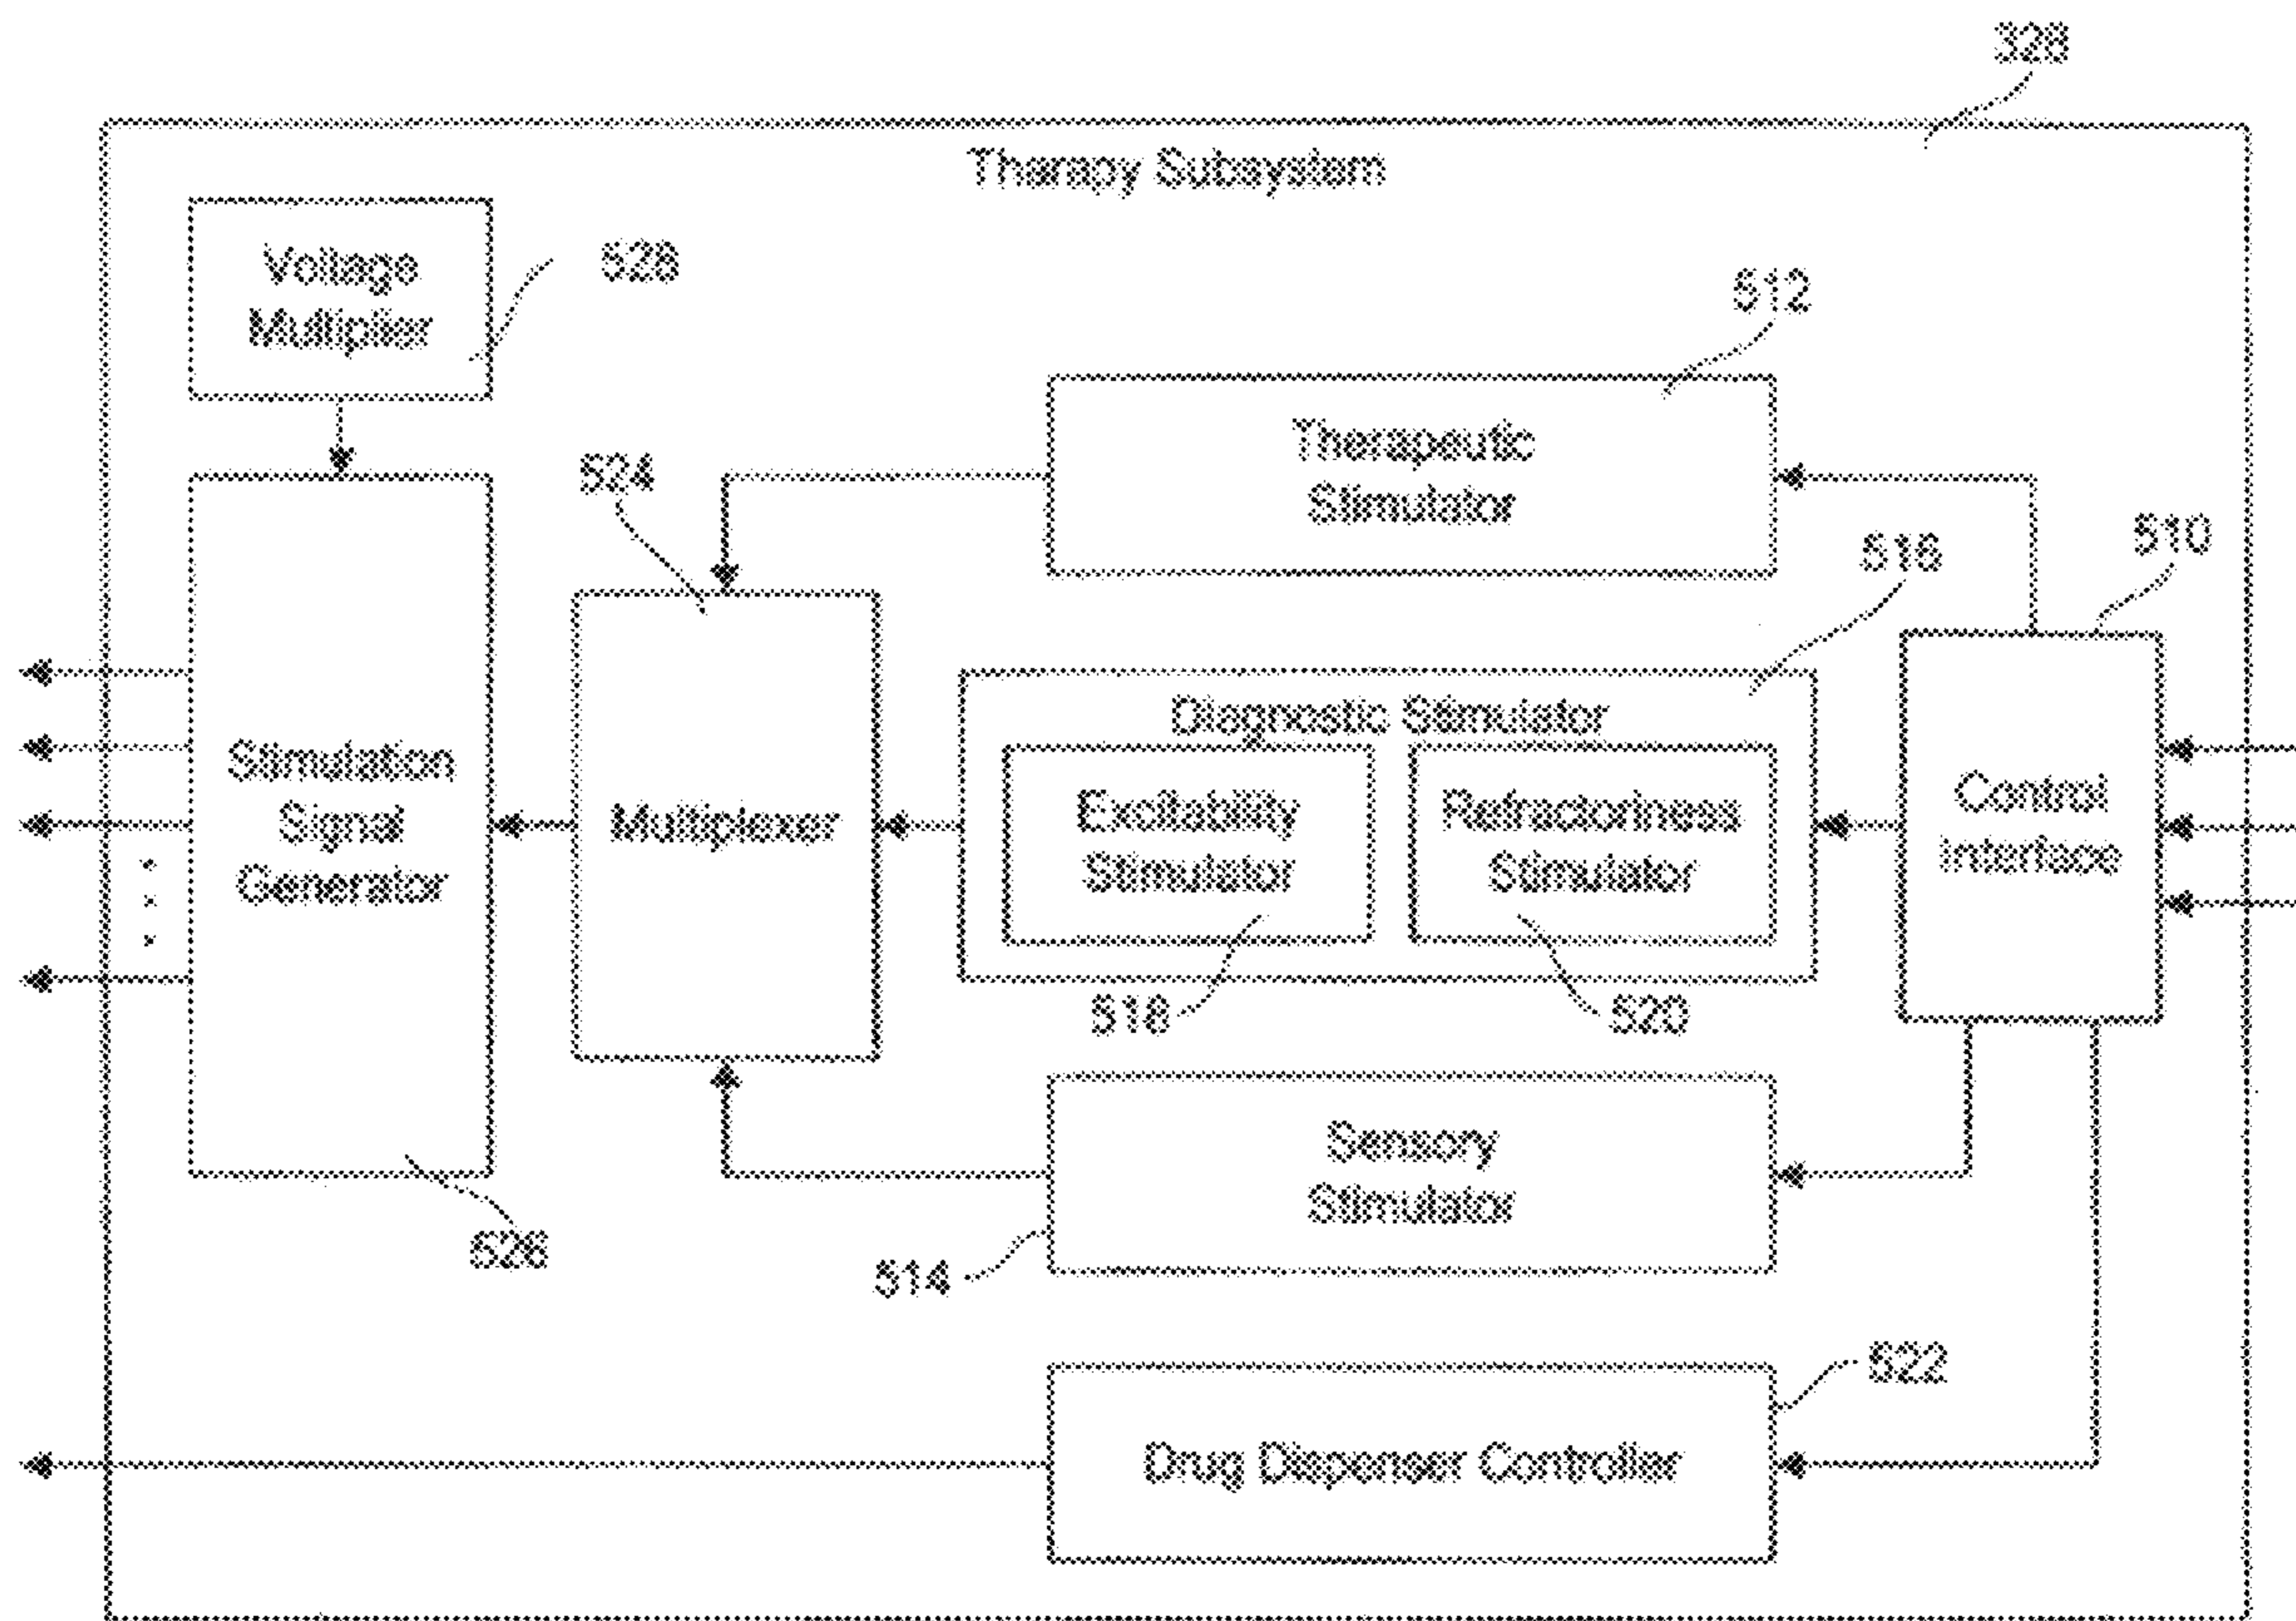 328
Therapy Subsystem
Voltage
Multiplier
528
512
Therapeutic
Stimulator
524
516
510
Diagnostic Stimulator
Stimulation
Signal
Generator
Multiplexer
Excitability
Stimulator
Refractoriness
Stimulator
Control
Interface
518
520
Sensory
Stimulator
526
514
522
Drug Dispenser Controller